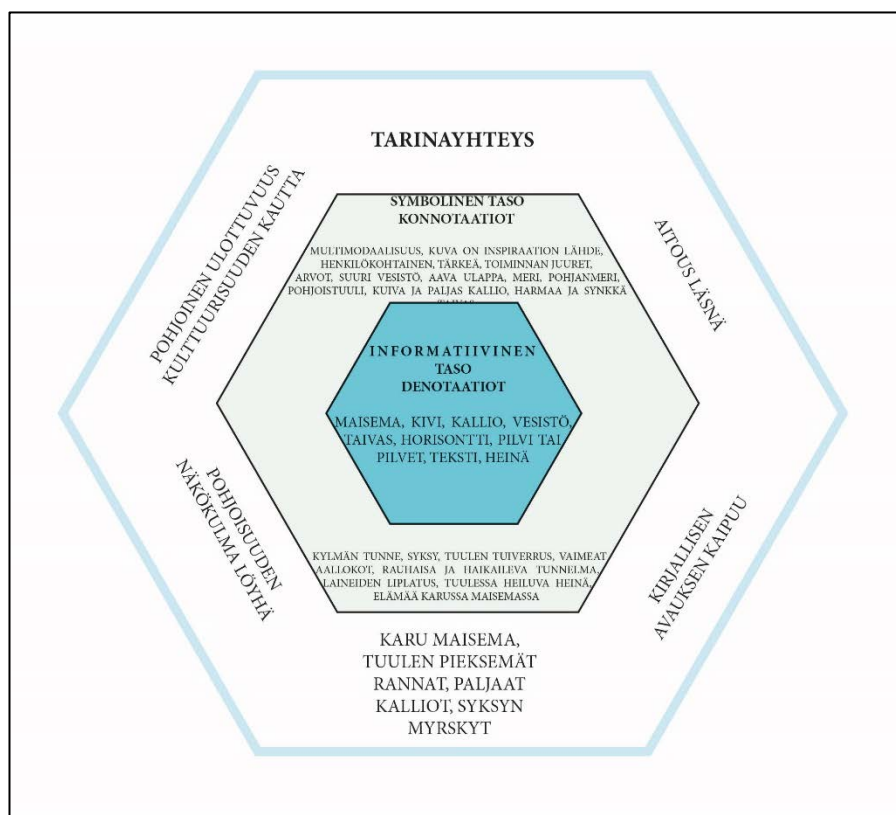 TARINAYHTEYS
POHJOINEN ULOTTUVUUS
KULTTUURISUUDEN KAUTTA
AITOUS LÄSNÄ
SYMBOLINEN TASO
KONNOTAATIOT
MULTIMODAALISUUS, KUVA ON INSPIRAATION LÄHDE,
HENKILÖKOHTAINEN, TÄRKEÄ, TOIMINNAN JUURET,
ARVOT, SUURI VESISTÖ, AAVA ULAPPA, MERI, POHJANMERI,
POHJOISTUULI, KUIVA JA PALJAS KALLIO, HARMAA JA SYNKKÄ
TAIVAS
INFORMATIIVINEN
TASO
DENOTAATIOT
MAISEMA, KIVI, KALLIO, VESISTÖ,
TAIVAS, HORISONTTI, PILVI TAI
PILVET, TEKSTI, HEINÄ
POHJOISUUDEN
NÄKÖKULMA LÖYHÄ
KIRJALLISEN
AVAUKSEN KAIPUU
KYLMÄN TUNNE, SYKSY, TUULEN TUIVERRUS, VAIMEAT
AALLOKOT, RAUHAISA JA HAIKAILEVA TUNNELMA,
LAINEIDEN LIPLATUS, TUULESSA HEILUVA HEINÄ,
ELÄMÄÄ KARUSSA MAISEMASSA
KARU MAISEMA,
TUULEN PIEKSEMÄT
RANNAT, PALJAAT
KALLIOT, SYKSYN
MYRSKYT